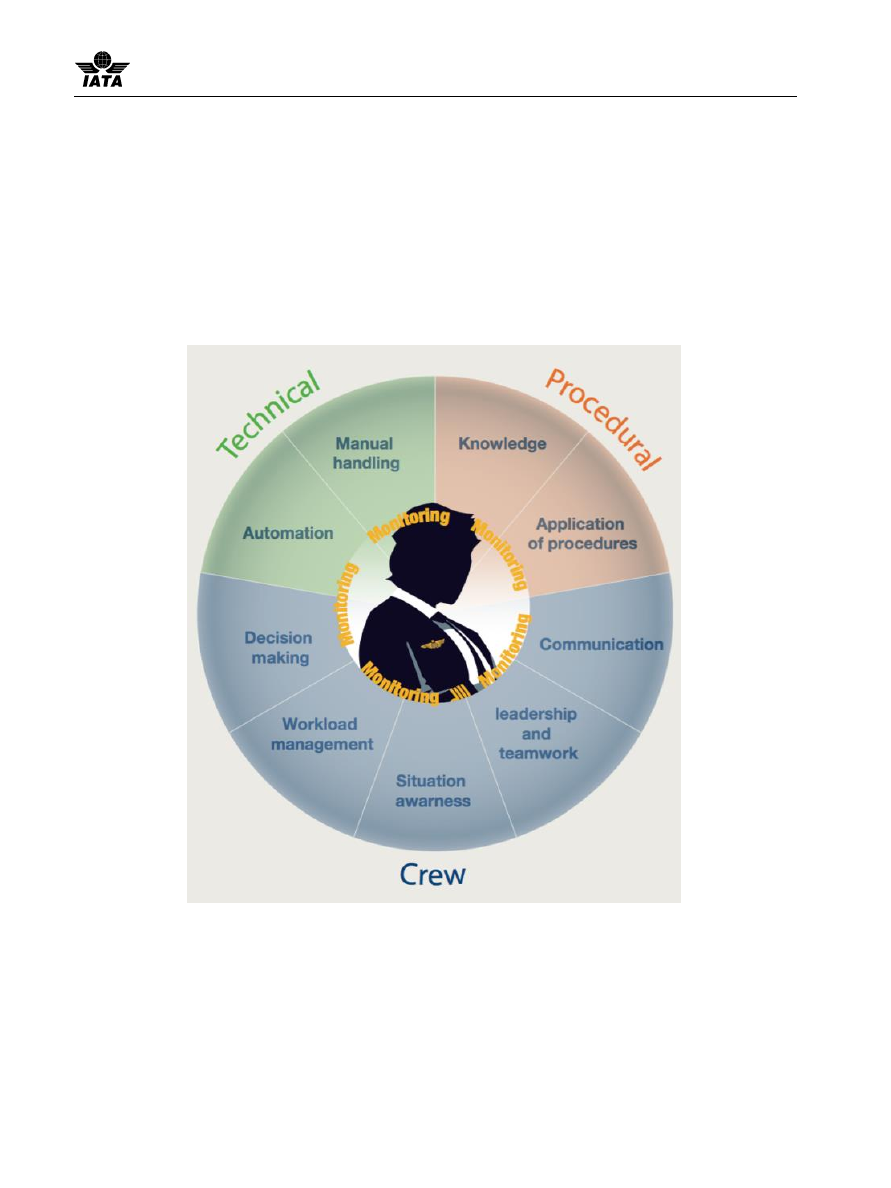 IATA
Technical
Procedural
Manual
handling
Knowledge
Automation
Application
of procedures
Monitoring
Monitoring
Monitoring
Monitoring
Monitoring
Decision
making
Communication
Workload
management
leadership
and
teamwork
Situation
awarness
Crew